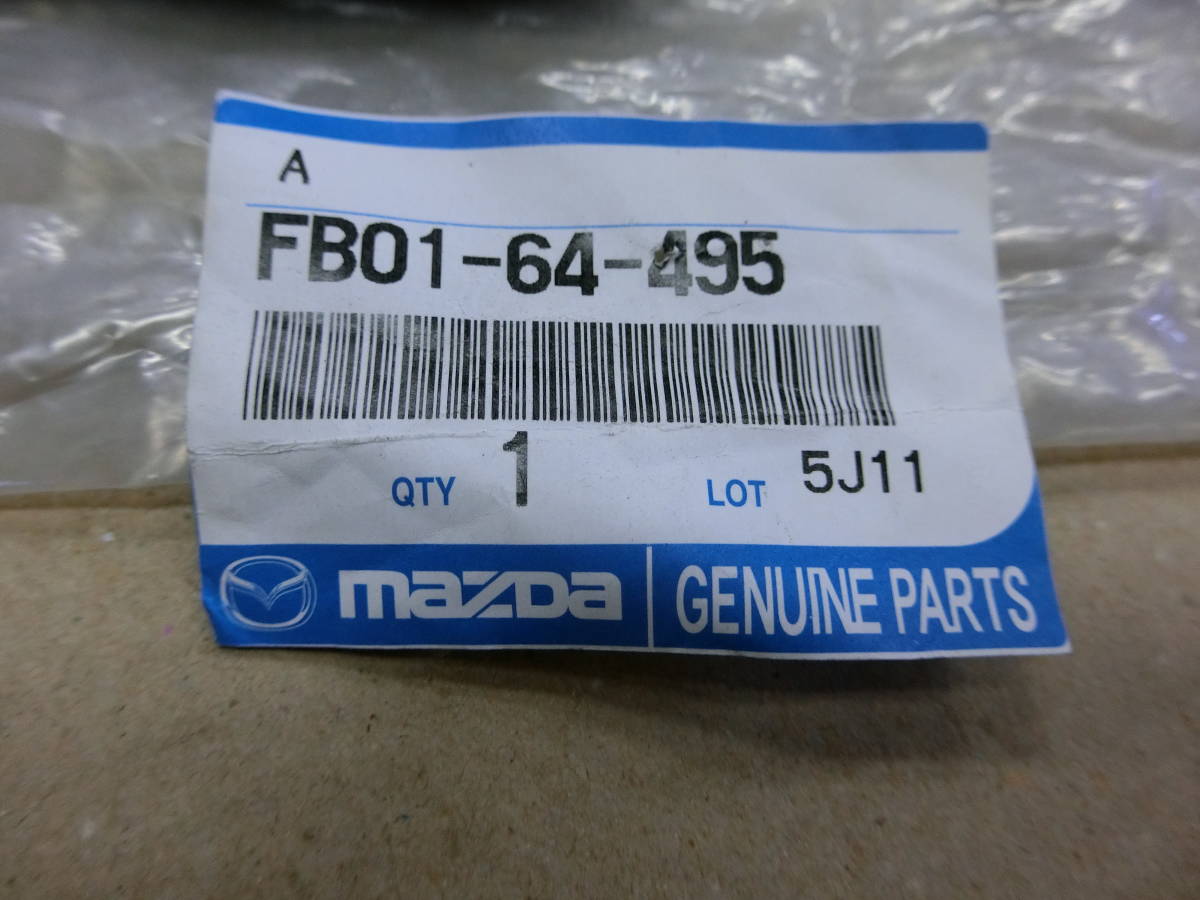 A
FB01-64-495
QTY 1 LOT 5J11
mazDa GENUINE PARTS